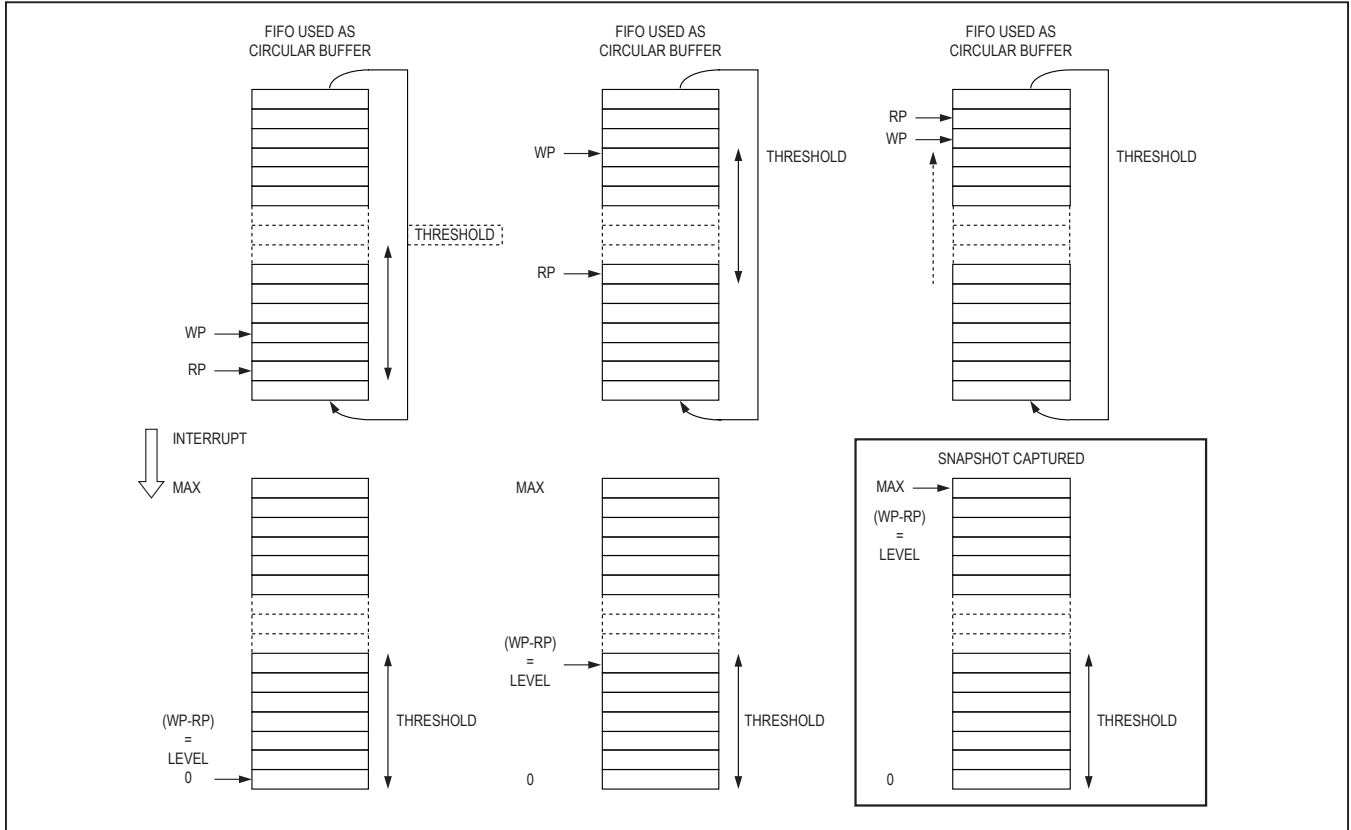 FIFO USED AS
CIRCULAR BUFFER
THRESHOLD
WP
RP
FIFO USED AS
CIRCULAR BUFFER
WP
THRESHOLD
RP
FIFO USED AS
CIRCULAR BUFFER
RP
WP
THRESHOLD
INTERRUPT
MAX
(WP-RP)
=
LEVEL
0
THRESHOLD
MAX
(WP-RP)
=
LEVEL
0
THRESHOLD
SNAPSHOT CAPTURED
MAX
(WP-RP)
=
LEVEL
0
THRESHOLD